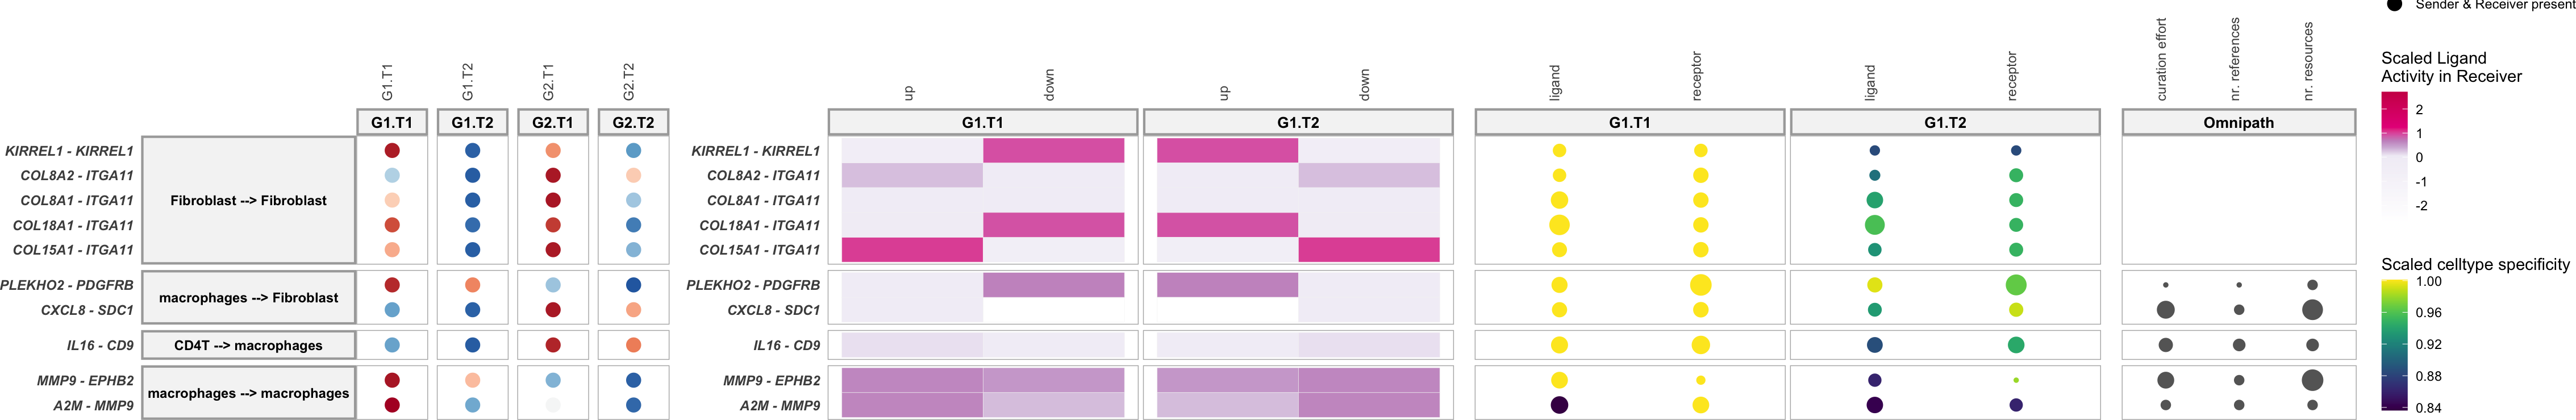 Sender & Receiver present
G1.T1 G1.T2 G2.T1 G2.T2 up down up down ligand receptor ligand receptor curation effort nr. references nr. resources
G1.T1 G1.T2 G2.T1 G2.T2 G1.T1 G1.T2 G1.T1 G1.T2 Omnipath
KIRREL1 - KIRREL1
COL8A2 - ITGA11
COL8A1 - ITGA11
COL18A1 - ITGA11
COL15A1 - ITGA11
Fibroblast --> Fibroblast
PLEKHO2 - PDGFRB
CXCL8 - SDC1
macrophages --> Fibroblast
IL16 - CD9
CD4T --> macrophages
MMP9 - EPHB2
A2M - MMP9
macrophages --> macrophages
KIRREL1 - KIRREL1
COL8A2 - ITGA11
COL8A1 - ITGA11
COL18A1 - ITGA11
COL15A1 - ITGA11
PLEKHO2 - PDGFRB
CXCL8 - SDC1
IL16 - CD9
MMP9 - EPHB2
A2M - MMP9
Scaled Ligand
Activity in Receiver
2
1
0
-1
-2
Scaled celltype specificity
1.00
0.96
0.92
0.88
0.84